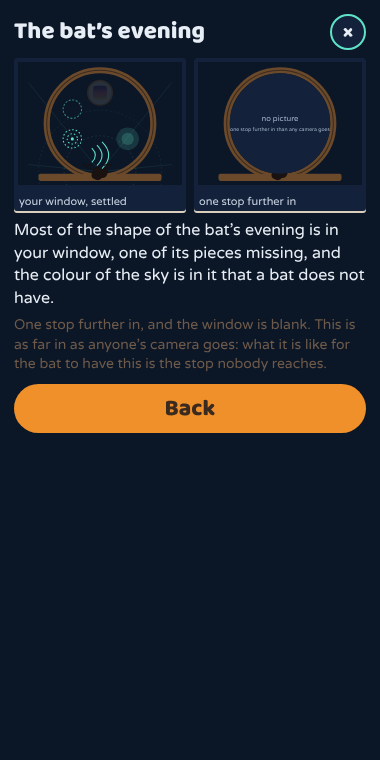 The bat's evening
×
no picture
one stop further in than any camera goes
your window, settled
one stop further in
Most of the shape of the bat's evening is in
your window, one of its pieces missing, and
the colour of the sky is in it that a bat does not
have.
One stop further in, and the window is blank. This is
as far in as anyone's camera goes: what it is like for
the bat to have this is the stop nobody reaches.
Back